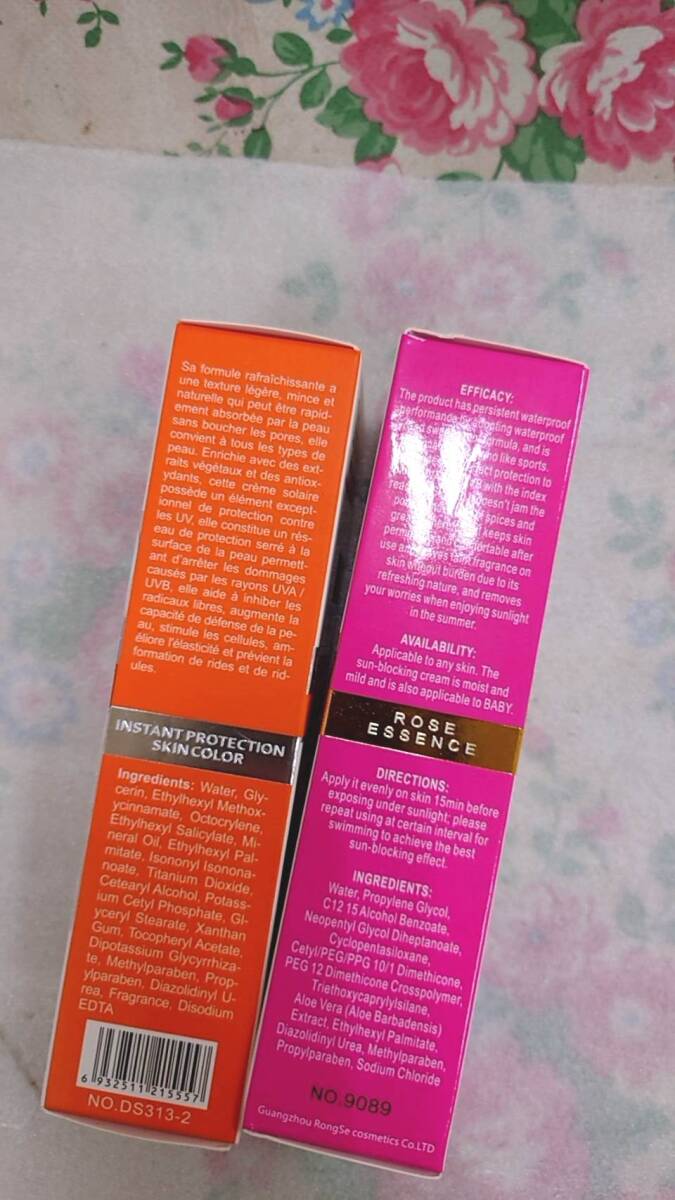 Sa formule rafraîchissante a
une texture légère, mince et
naturelle qui peut être rapid-
ement absorbée par la peau
sans boucher les pores, elle
convient à tous les types de
peau. Enrichie avec des ext-
raits végétaux et des antiox-
ydants, cette crème solaire
possède un élément except-
ionnel de protection contre
les UV, elle constitue un rés-
eau de protection serré à la
surface de la peau permett-
ant d'arrêter les dommages
causés par les rayons UVA /
UVB, elle aide à inhiber les
radicaux libres, augmente la
capacité de défense de la pe-
au, stimule les cellules, am-
éliore l'élasticité et prévient la
formation de rides et de rid-
ules.
INSTANT PROTECTION
SKIN COLOR
Ingredients: Water, Gly-
cerin, Ethylhexyl Methox-
ycinnamate, Octocrylene,
Ethylhexyl Salicylate, Mi-
neral Oil, Ethylhexyl Pal-
mitate, Isononyl Isonona-
noate, Titanium Dioxide,
Cetearyl Alcohol, Potass-
ium Cetyl Phosphate, Gl-
yceryl Stearate, Xanthan
Gum, Tocopheryl Acetate,
Dipotassium Glycyrrhiza-
te, Methylparaben, Prop-
ylparaben, Diazolidinyl U-
rea, Fragrance, Disodium
EDTA
6 932511 215557
NO.DS313-2
EFFICACY:
The product has persistent waterproof
performance adopting waterproof
formula, and is
who like sports.
protection to
with the index
doesn't jam the
spices and
keeps skin
after
use fragrance on
skin without burden due to its
refreshing nature, and removes
your worries when enjoying sunlight
in the summer.
AVAILABILITY:
Applicable to any skin. The
sun-blocking cream is moist and
mild and is also applicable to BABY.
ROSE
ESSENCE
DIRECTIONS:
Apply it evenly on skin 15min before
exposing under sunlight; please
repeat using at certain interval for
swimming to achieve the best
sun-blocking effect.
INGREDIENTS:
Water, Propylene Glycol,
C12 15 Alcohol Benzoate,
Neopentyl Glycol Diheptanoate,
Cyclopentasiloxane,
Cetyl/PEG/PPG 10/1 Dimethicone,
PEG 12 Dimethicone Crosspolymer,
Triethoxycaprylylsilane,
Aloe Vera (Aloe Barbadensis)
Extract, Ethylhexyl Palmitate,
Diazolidinyl Urea, Methylparaben,
Propylparaben, Sodium Chloride
NO.9089
Guangzhou RongSe cosmetics Co.LTD